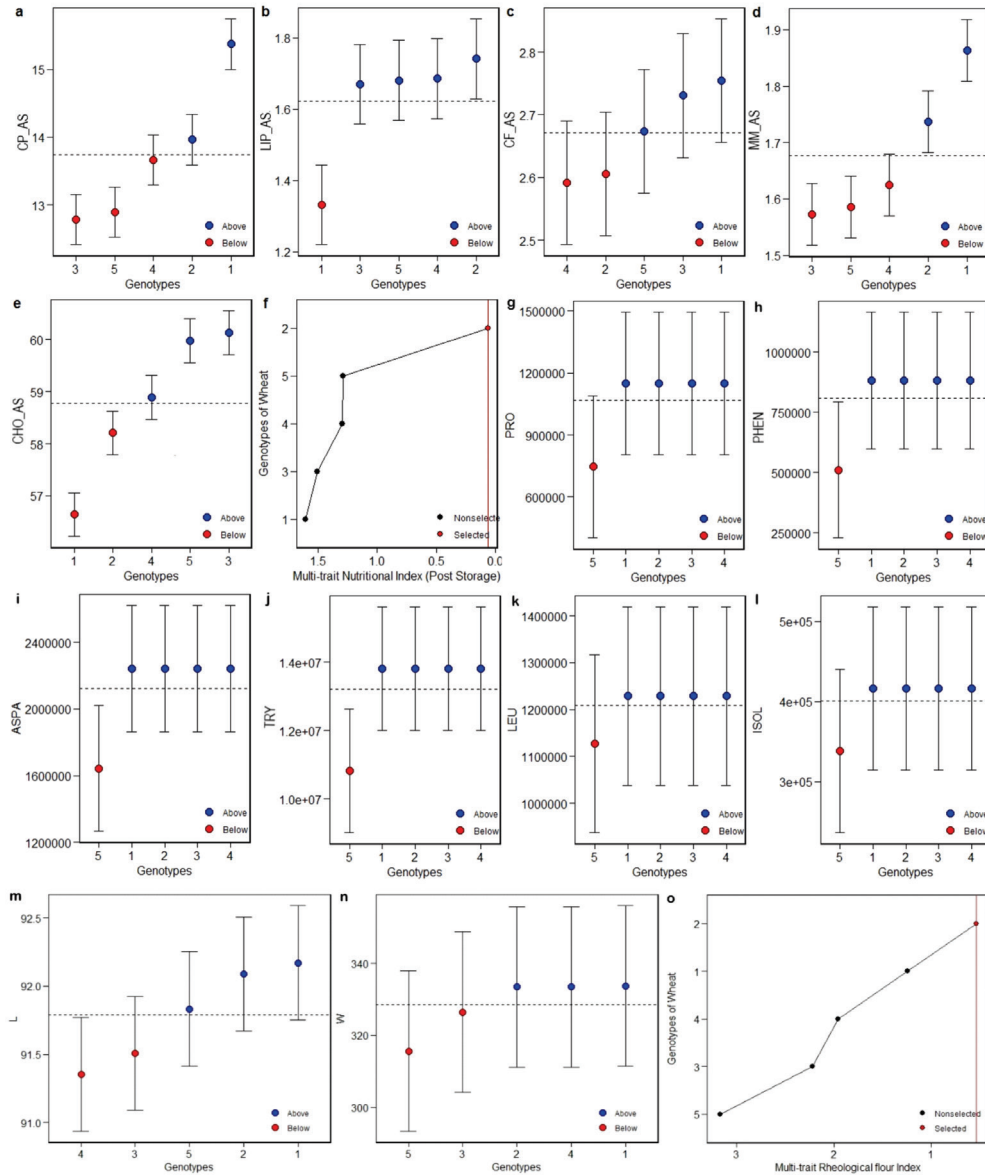 a
CP_AS
15
14
13
3 5 4 2 1
Genotypes
Above
Below
b
LIP_AS
1.8
1.6
1.4
1.2
1 3 5 4 2
Genotypes
Above
Below
c
CF_AS
2.8
2.7
2.6
2.5
4 2 5 3 1
Genotypes
Above
Below
d
MM_AS
1.9
1.8
1.7
1.6
1.5
3 5 4 2 1
Genotypes
Above
Below
e
CHO_AS
60
59
58
57
1 2 4 5 3
Genotypes
Above
Below
f
Genotypes of Wheat
2
5
4
3
1
1.5 1.0 0.5 0.0
Nonselecte
Selected
Multi-trait Nutritional Index (Post Storage)
g
PRO
1500000
1200000
900000
600000
5 1 2 3 4
Genotypes
Above
Below
h
PHEN
1000000
750000
500000
250000
5 1 2 3 4
Genotypes
Above
Below
i
ASPA
2400000
2000000
1600000
1200000
5 1 2 3 4
Genotypes
Above
Below
j
TRY
1.4e+07
1.2e+07
1.0e+07
5 1 2 3 4
Genotypes
Above
Below
k
LEU
1400000
1300000
1200000
1100000
1000000
5 1 2 3 4
Genotypes
Above
Below
l
ISOL
5e+05
4e+05
3e+05
5 1 2 3 4
Genotypes
Above
Below
m
L
92.5
92.0
91.5
91.0
4 3 5 2 1
Genotypes
Above
Below
n
W
340
320
300
5 3 2 4 1
Genotypes
Above
Below
o
Genotypes of Wheat
2
1
4
3
5
3 2 1
Nonselected
Selected
Multi-trait Rheological flour Index